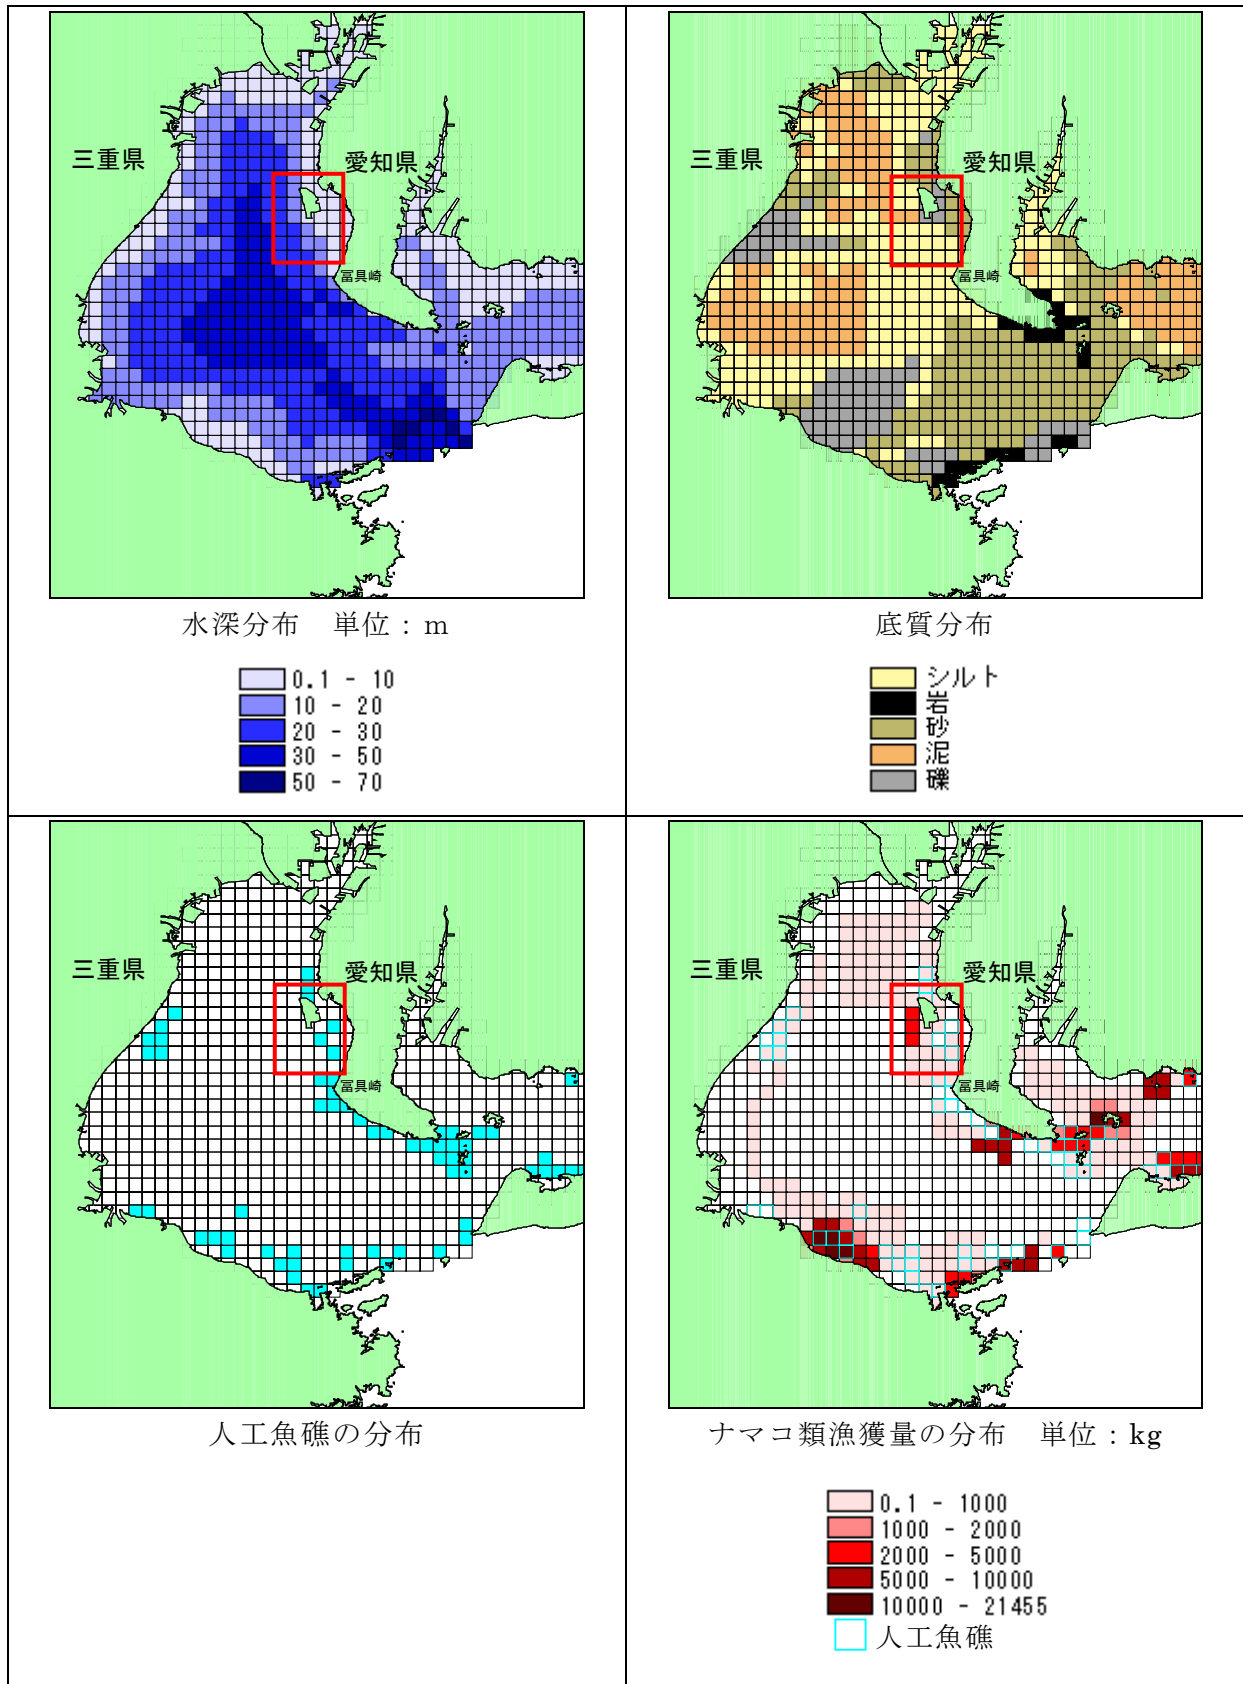 三重県
愛知県
冨具崎
水深分布 単位：m
0.1 - 10
10 - 20
20 - 30
30 - 50
50 - 70
三重県
愛知県
冨具崎
底質分布
シルト
岩
砂
泥
礫
三重県
愛知県
冨具崎
人工魚礁の分布
三重県
愛知県
冨具崎
ナマコ類漁獲量の分布 単位：kg
0.1 - 1000
1000 - 2000
2000 - 5000
5000 - 10000
10000 - 21455
人工魚礁